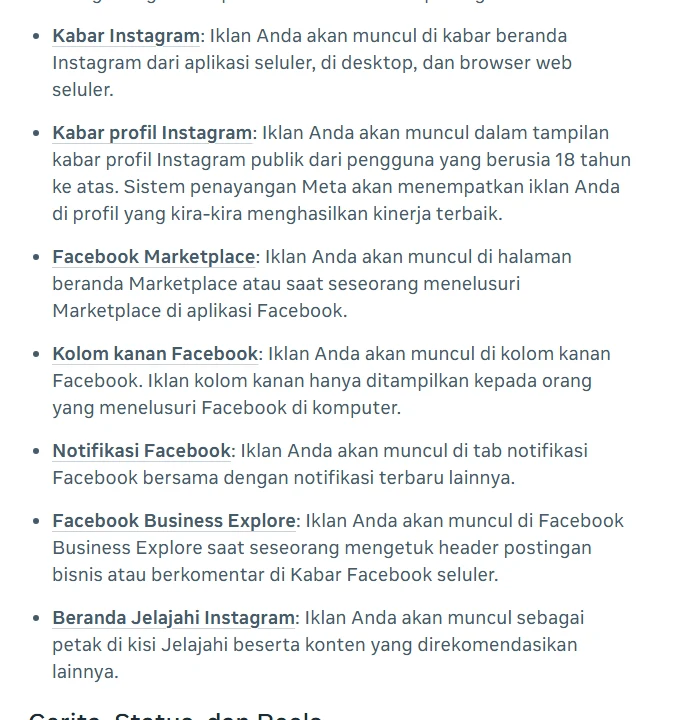 Kabar Instagram: Iklan Anda akan muncul di kabar beranda
Instagram dari aplikasi seluler, di desktop, dan browser web
seluler.
Kabar profil Instagram: Iklan Anda akan muncul dalam tampilan
kabar profil Instagram publik dari pengguna yang berusia 18 tahun
ke atas. Sistem penayangan Meta akan menempatkan iklan Anda
di profil yang kira-kira menghasilkan kinerja terbaik.
Facebook Marketplace: Iklan Anda akan muncul di halaman
beranda Marketplace atau saat seseorang menelusuri
Marketplace di aplikasi Facebook.
Kolom kanan Facebook: Iklan Anda akan muncul di kolom kanan
Facebook. Iklan kolom kanan hanya ditampilkan kepada orang
yang menelusuri Facebook di komputer.
Notifikasi Facebook: Iklan Anda akan muncul di tab notifikasi
Facebook bersama dengan notifikasi terbaru lainnya.
Facebook Business Explore: Iklan Anda akan muncul di Facebook
Business Explore saat seseorang mengetuk header postingan
bisnis atau berkomentar di Kabar Facebook seluler.
Beranda Jelajahi Instagram: Iklan Anda akan muncul sebagai
petak di kisi Jelajahi beserta konten yang direkomendasikan
lainnya.
Cerita, Status, dan Reels